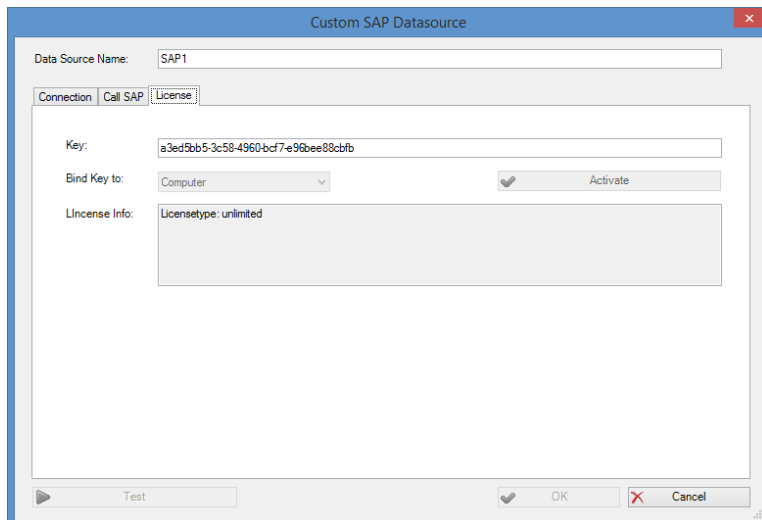 Custom SAP Datasource
Data Source Name: SAP1
Connection Call SAP License
Key: a3ed5bb5-3c58-4960-bcf7-e96bee88cbfb
Bind Key to: Computer Activate
LIncense Info: Licensetype: unlimited
Test OK Cancel